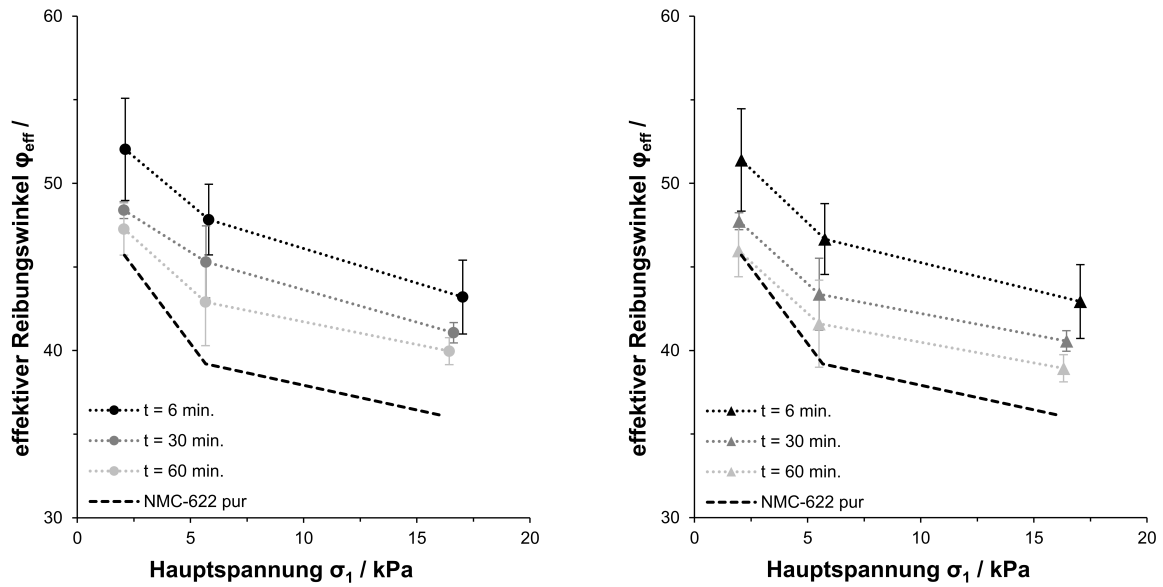 60
50
40
30
0
5
10
15
20
effektiver Reibungswinkel φeff /
Hauptspannung σ1 / kPa
t = 6 min.
t = 30 min.
t = 60 min.
NMC-622 pur
60
50
40
30
0
5
10
15
20
effektiver Reibungswinkel φeff /
Hauptspannung σ1 / kPa
t = 6 min.
t = 30 min.
t = 60 min.
NMC-622 pur